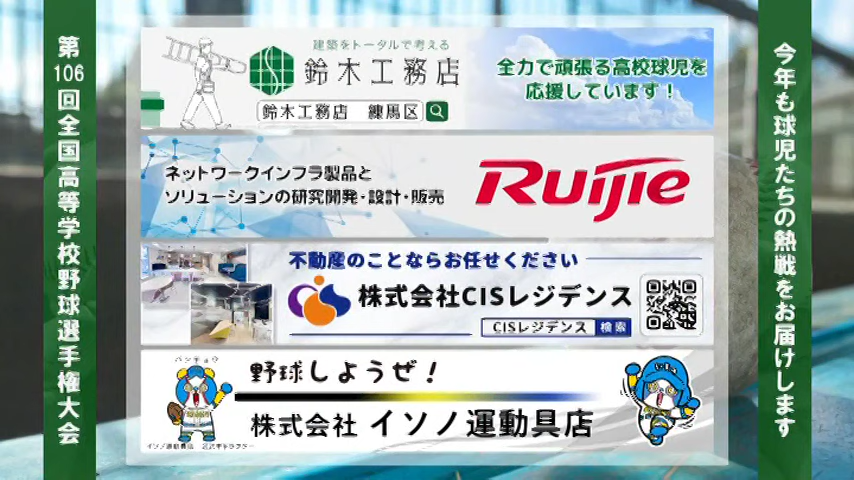 第106回全国高等学校野球選手権大会
建築をトータルで考える
鈴木工務店
鈴木工務店 練馬区
全力で頑張る高校球児を
応援しています！
ネットワークインフラ製品と
ソリューションの研究開発・設計・販売
Ruijie
不動産のことならお任せください
株式会社CISレジデンス
CISレジデンス 検索
野球しようぜ！
株式会社 イソノ運動具店
今年も球児たちの熱戦をお届けします